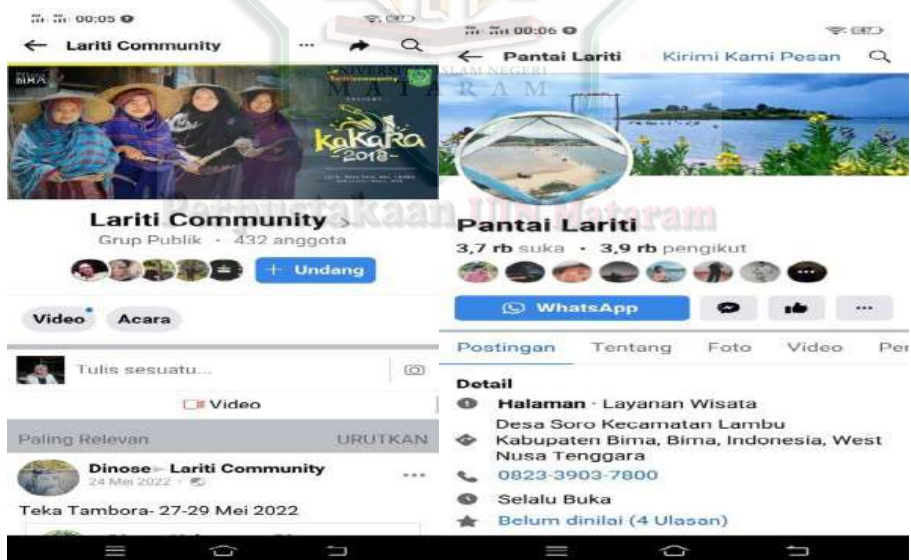 00:05
Lariti Community
BIMA
kaKaRa
-2018-
Lariti Community >
Grup Publik · 432 anggota
+ Undang
Video
Acara
Tulis sesuatu...
Video
Paling Relevan
URUTKAN
Dinose ▸ Lariti Community
24 Mei 2022
Teka Tambora- 27-29 Mei 2022
00:06
Pantai Lariti
Kirimi Kami Pesan
UNIVERSITAS ISLAM NEGERI
MATARAM
Perpustakaan UIN Mataram
Pantai Lariti
3,7 rb suka · 3,9 rb pengikut
WhatsApp
Postingan
Tentang
Foto
Video
Per
Detail
Halaman · Layanan Wisata
Desa Soro Kecamatan Lambu
Kabupaten Bima, Bima, Indonesia, West
Nusa Tenggara
0823-3903-7800
Selalu Buka
Belum dinilai (4 Ulasan)